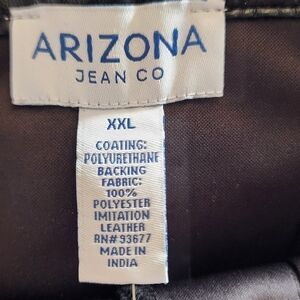 ARIZONA
JEAN CO
XXL
COATING:
POLYURETHANE
BACKING
FABRIC:
100%
POLYESTER
IMITATION
LEATHER
RN# 93677
MADE IN
INDIA